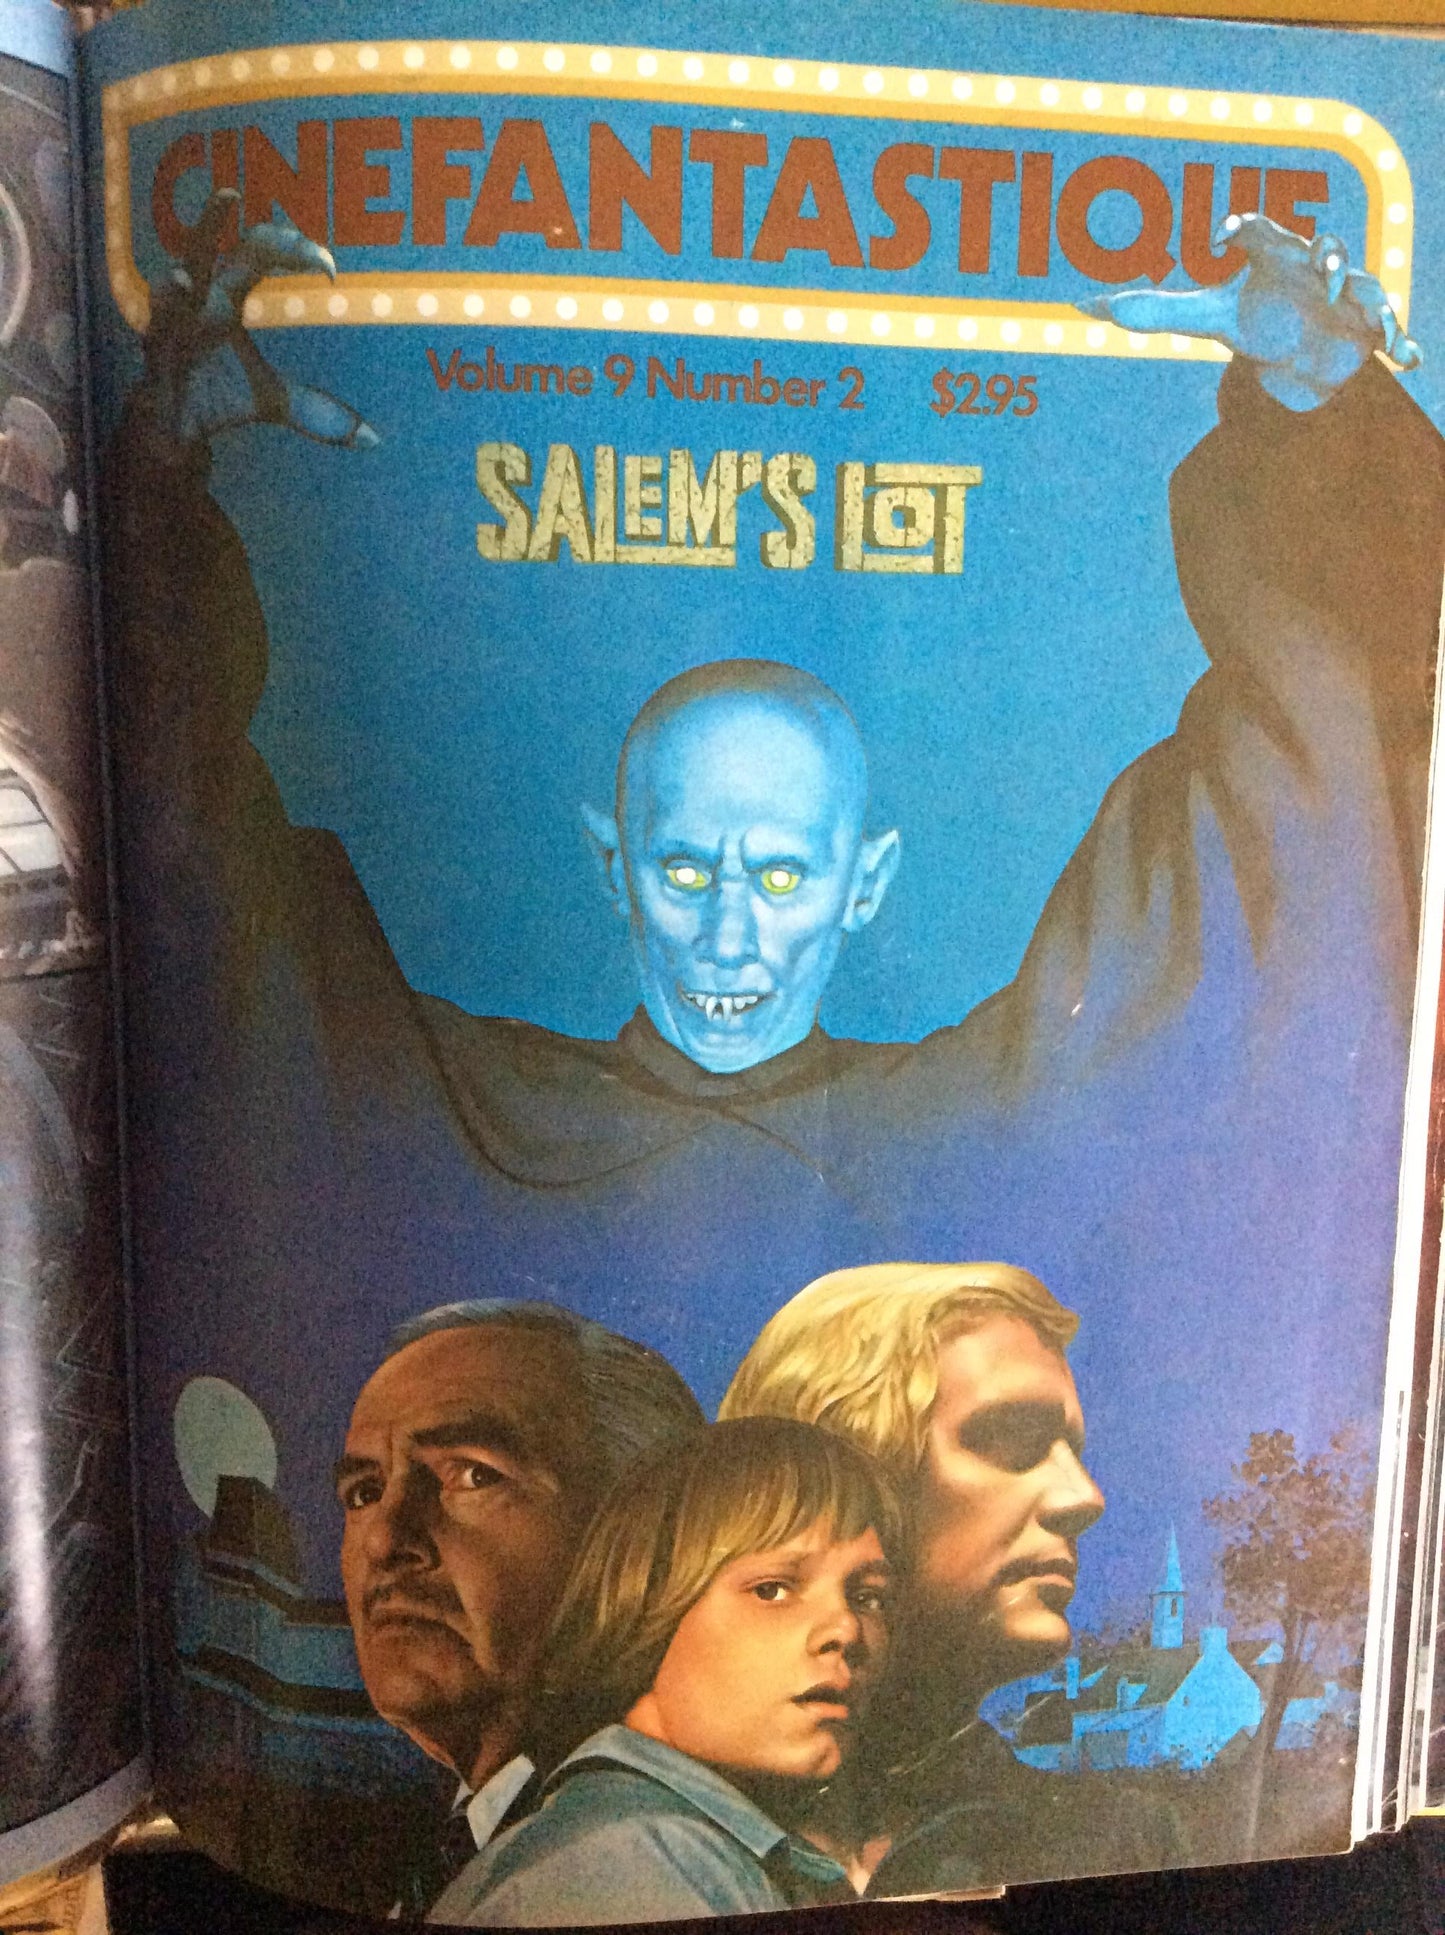 CINEFANTASTIQUE
Volume 9 Number 2 $2.95
SALEM'S LOT